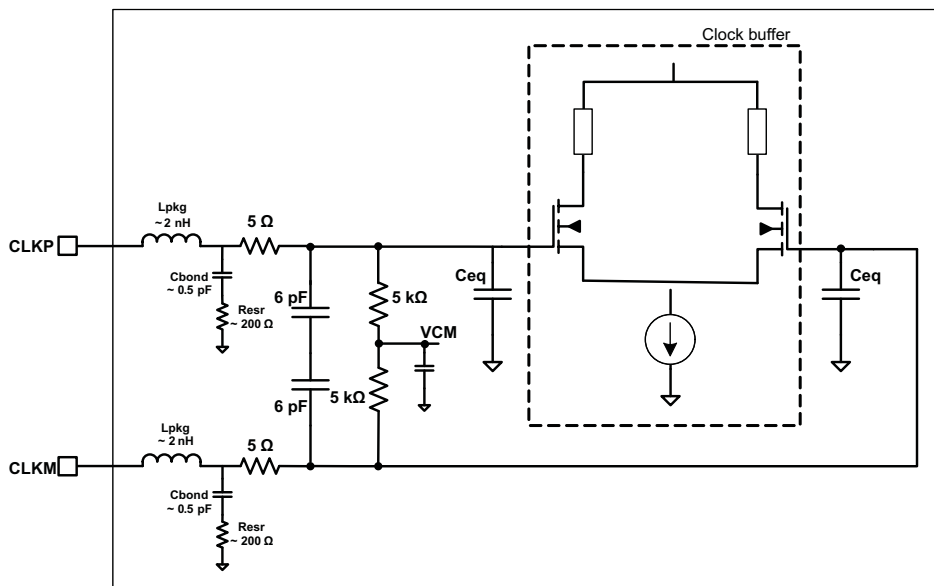 Clock buffer
Lpkg
~ 2 nH
5 Ω
CLKP
Cbond
~ 0.5 pF
Resr
~ 200 Ω
6 pF
5 kΩ
Ceq
Ceq
VCM
6 pF
5 kΩ
Lpkg
~ 2 nH
5 Ω
CLKM
Cbond
~ 0.5 pF
Resr
~ 200 Ω